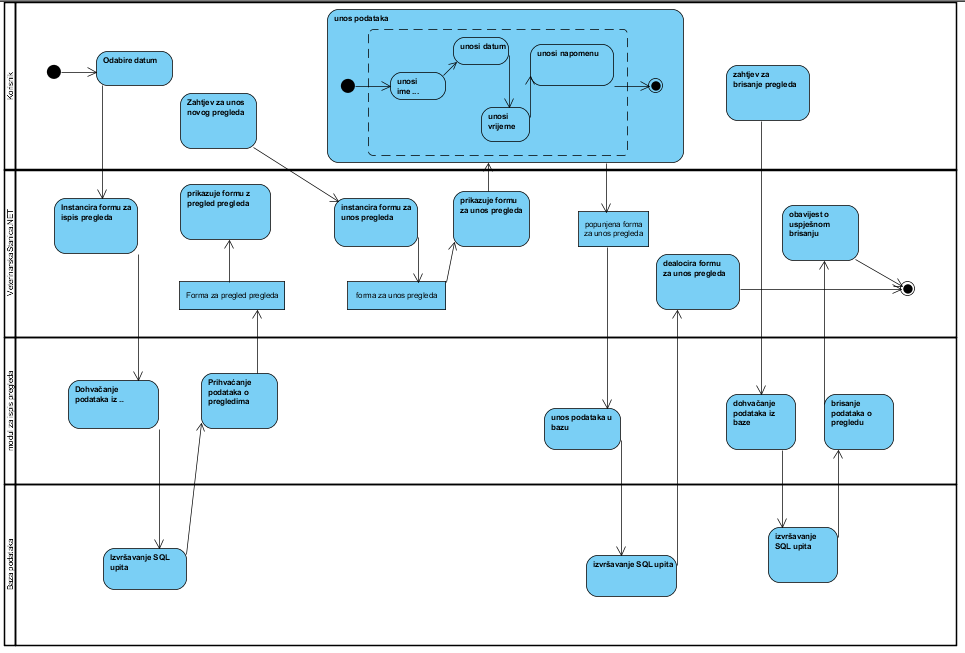 Korisnik
Odabire datum
Zahtjev za unos
novog pregleda
unos podataka
unosi
ime ...
unosi datum
unosi
vrijeme
unosi napomenu
zahtjev za
brisanje pregleda
VeterinarskaStanica.NET
Instancira formu za
ispis pregleda
prikazuje formu z
pregled pregleda
Forma za pregled pregleda
instancira formu za
unos pregleda
forma za unos pregleda
prikazuje formu
za unos pregleda
popunjena forma
za unos pregleda
dealocira formu
za unos pregleda
obavijest o
uspješnom
brisanju
modul za ispis pregleda
Dohvaćanje
podataka iz ..
Prihvaćanje
podataka o
pregledima
unos podataka u
bazu
dohvaćanje
podataka iz
baze
brisanje
podataka o
pregledu
Baza podataka
Izvršavanje SQL
upita
izvršavanje SQL upita
izvršavanje
SQL upita